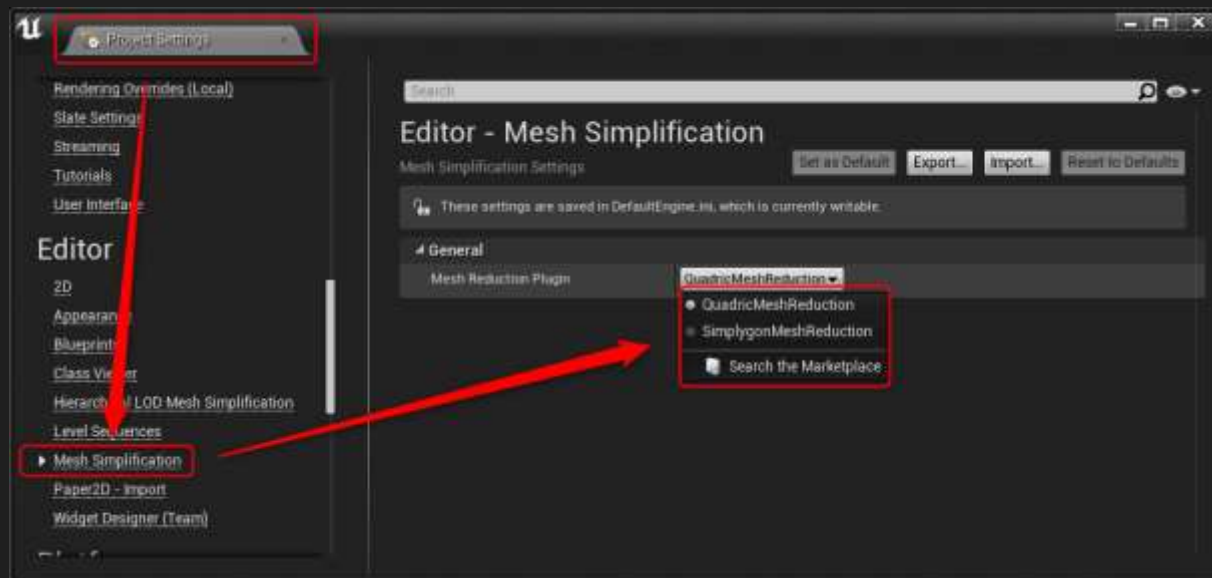 Project Settings
Rendering Overrides (Local)
Slate Settings
Streaming
Tutorials
User Interface
Editor
2D
Appearance
Blueprints
Class Viewer
Hierarchical LOD Mesh Simplification
Level Sequences
Mesh Simplification
Paper2D - Import
Widget Designer (Team)
Search
Editor - Mesh Simplification
Mesh Simplification Settings
Set as Default Export... Import... Reset to Defaults
These settings are saved in DefaultEngine.ini, which is currently writable.
General
Mesh Reduction Plugin QuadricMeshReduction
QuadricMeshReduction
SimplygonMeshReduction
Search the Marketplace